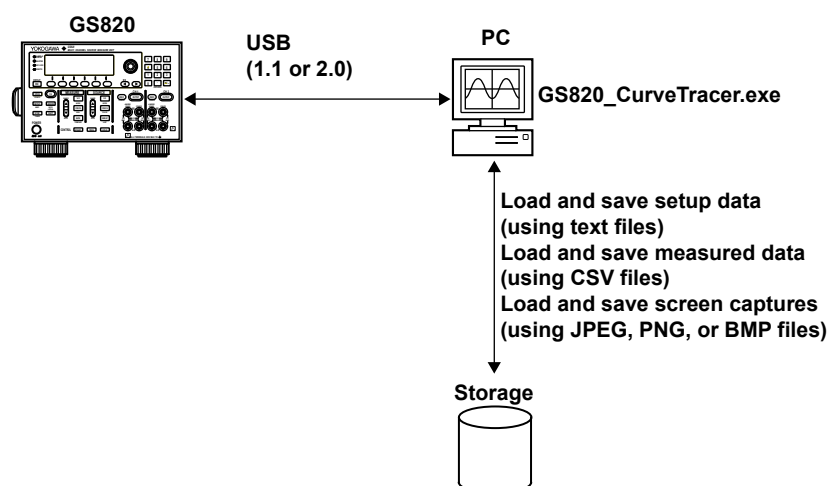 GS820
YOKOGAWA
USB
(1.1 or 2.0)
PC
GS820_CurveTracer.exe
Load and save setup data
(using text files)
Load and save measured data
(using CSV files)
Load and save screen captures
(using JPEG, PNG, or BMP files)
Storage